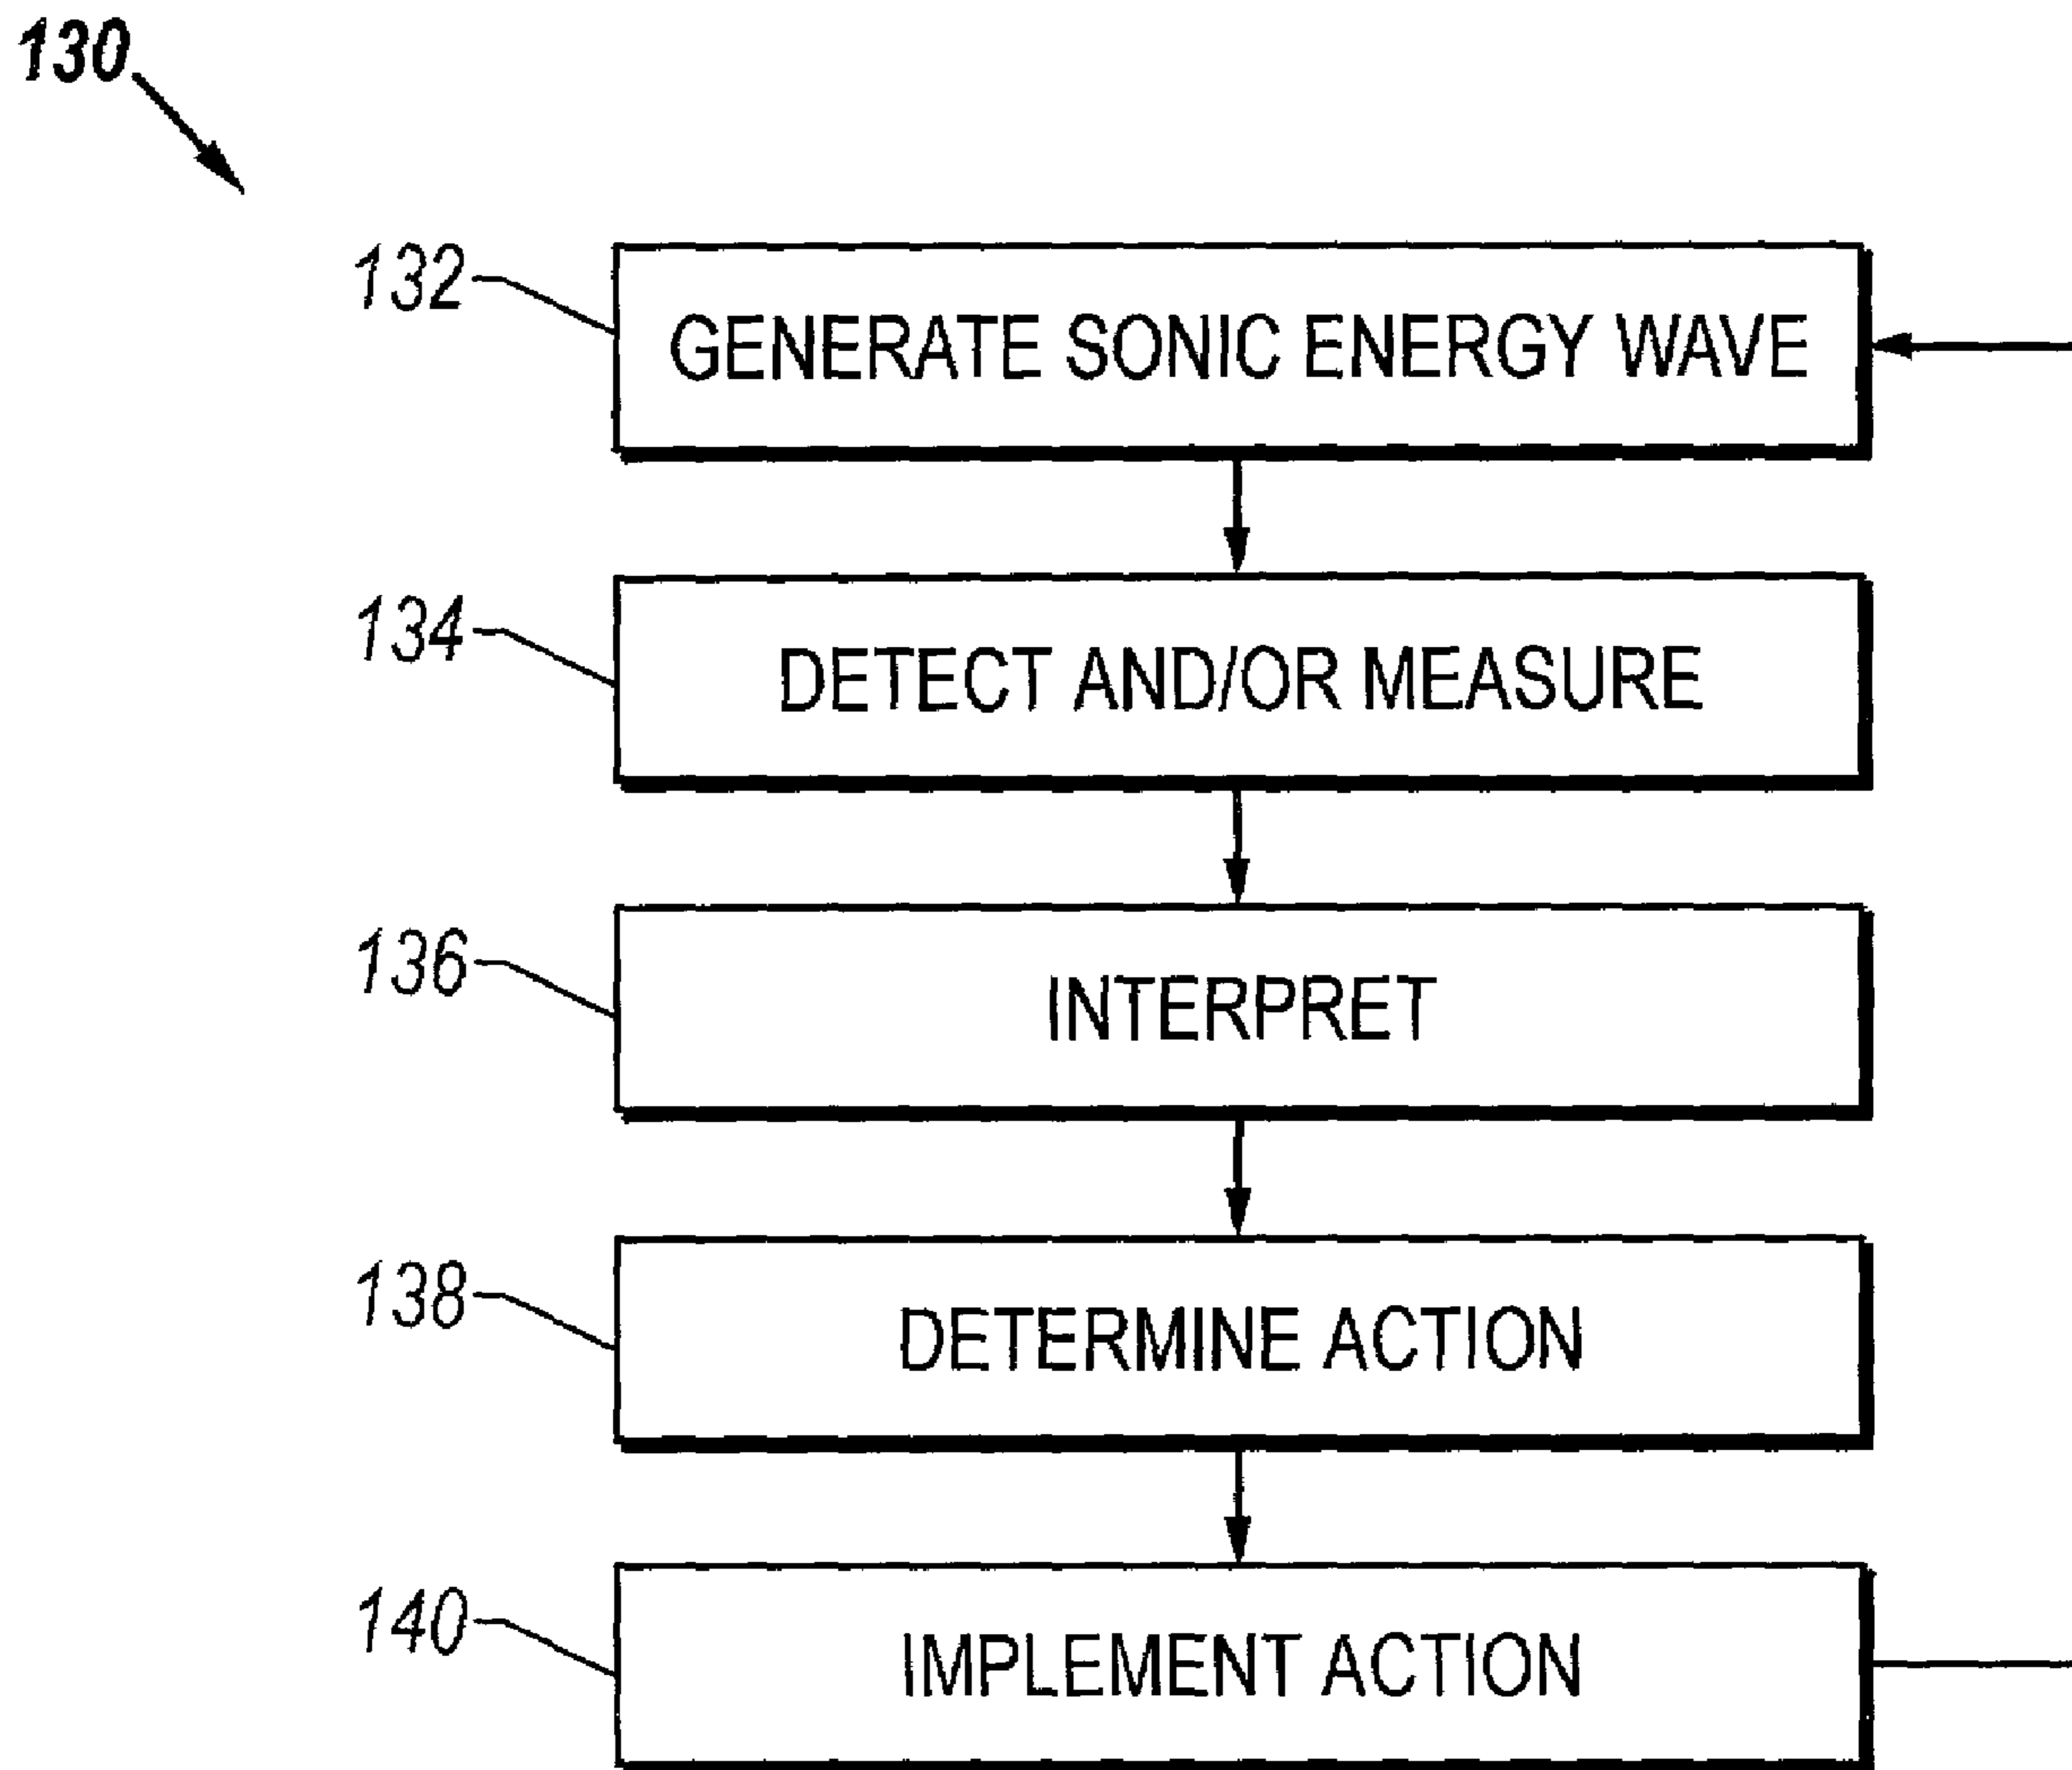 130
132
GENERATE SONIC ENERGY WAVE
134
DETECT AND/OR MEASURE
136
INTERPRET
138
DETERMINE ACTION
140
IMPLEMENT ACTION